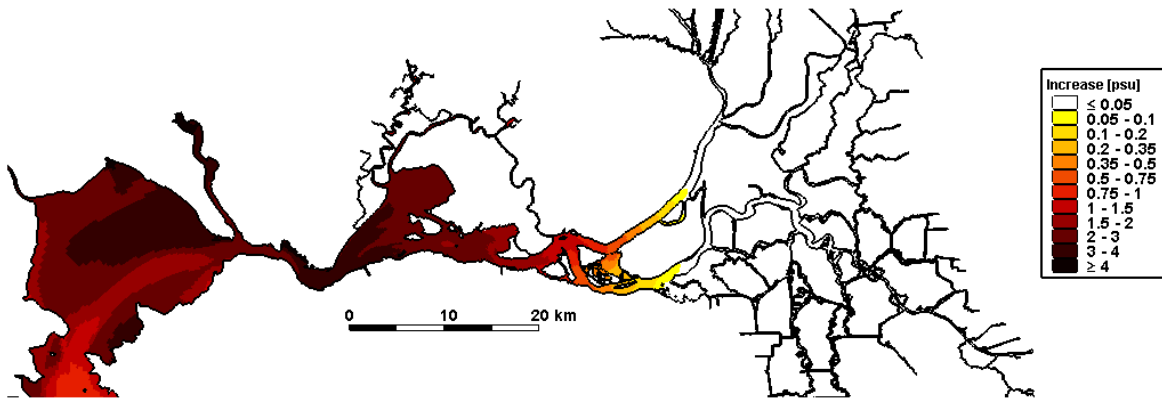 Increase [psu]
≤ 0.05
0.05 - 0.1
0.1 - 0.2
0.2 - 0.35
0.35 - 0.5
0.5 - 0.75
0.75 - 1
1 - 1.5
1.5 - 2
2 - 3
3 - 4
≥ 4
0 10 20 km